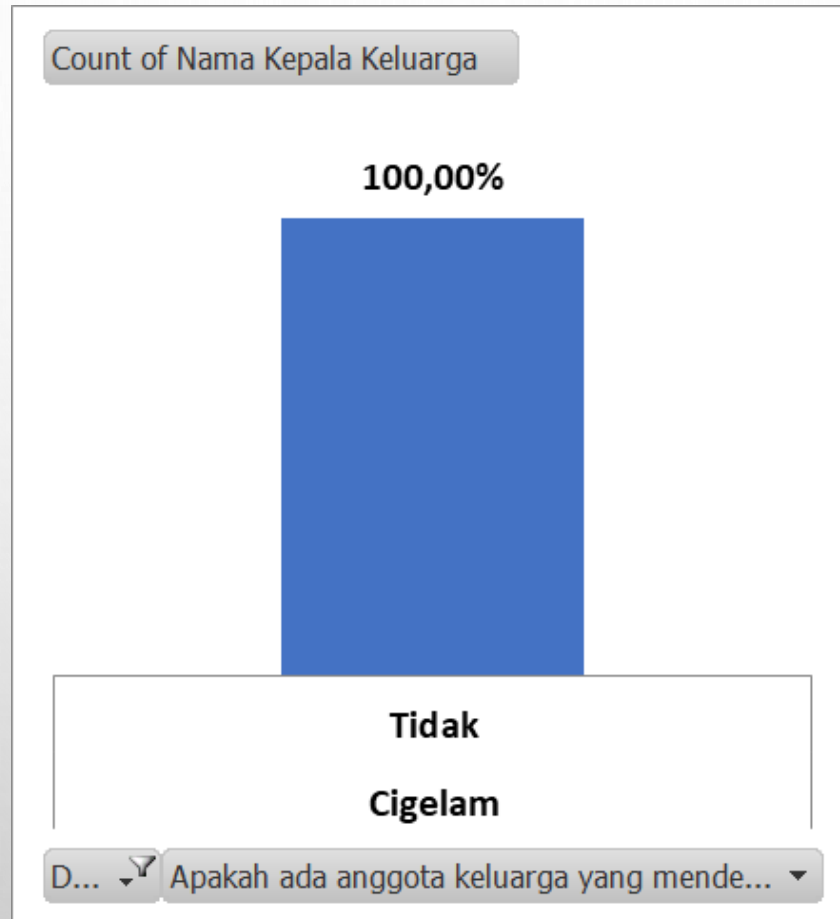 Count of Nama Kepala Keluarga
100,00%
Tidak
Cigelam
D... Apakah ada anggota keluarga yang mende...